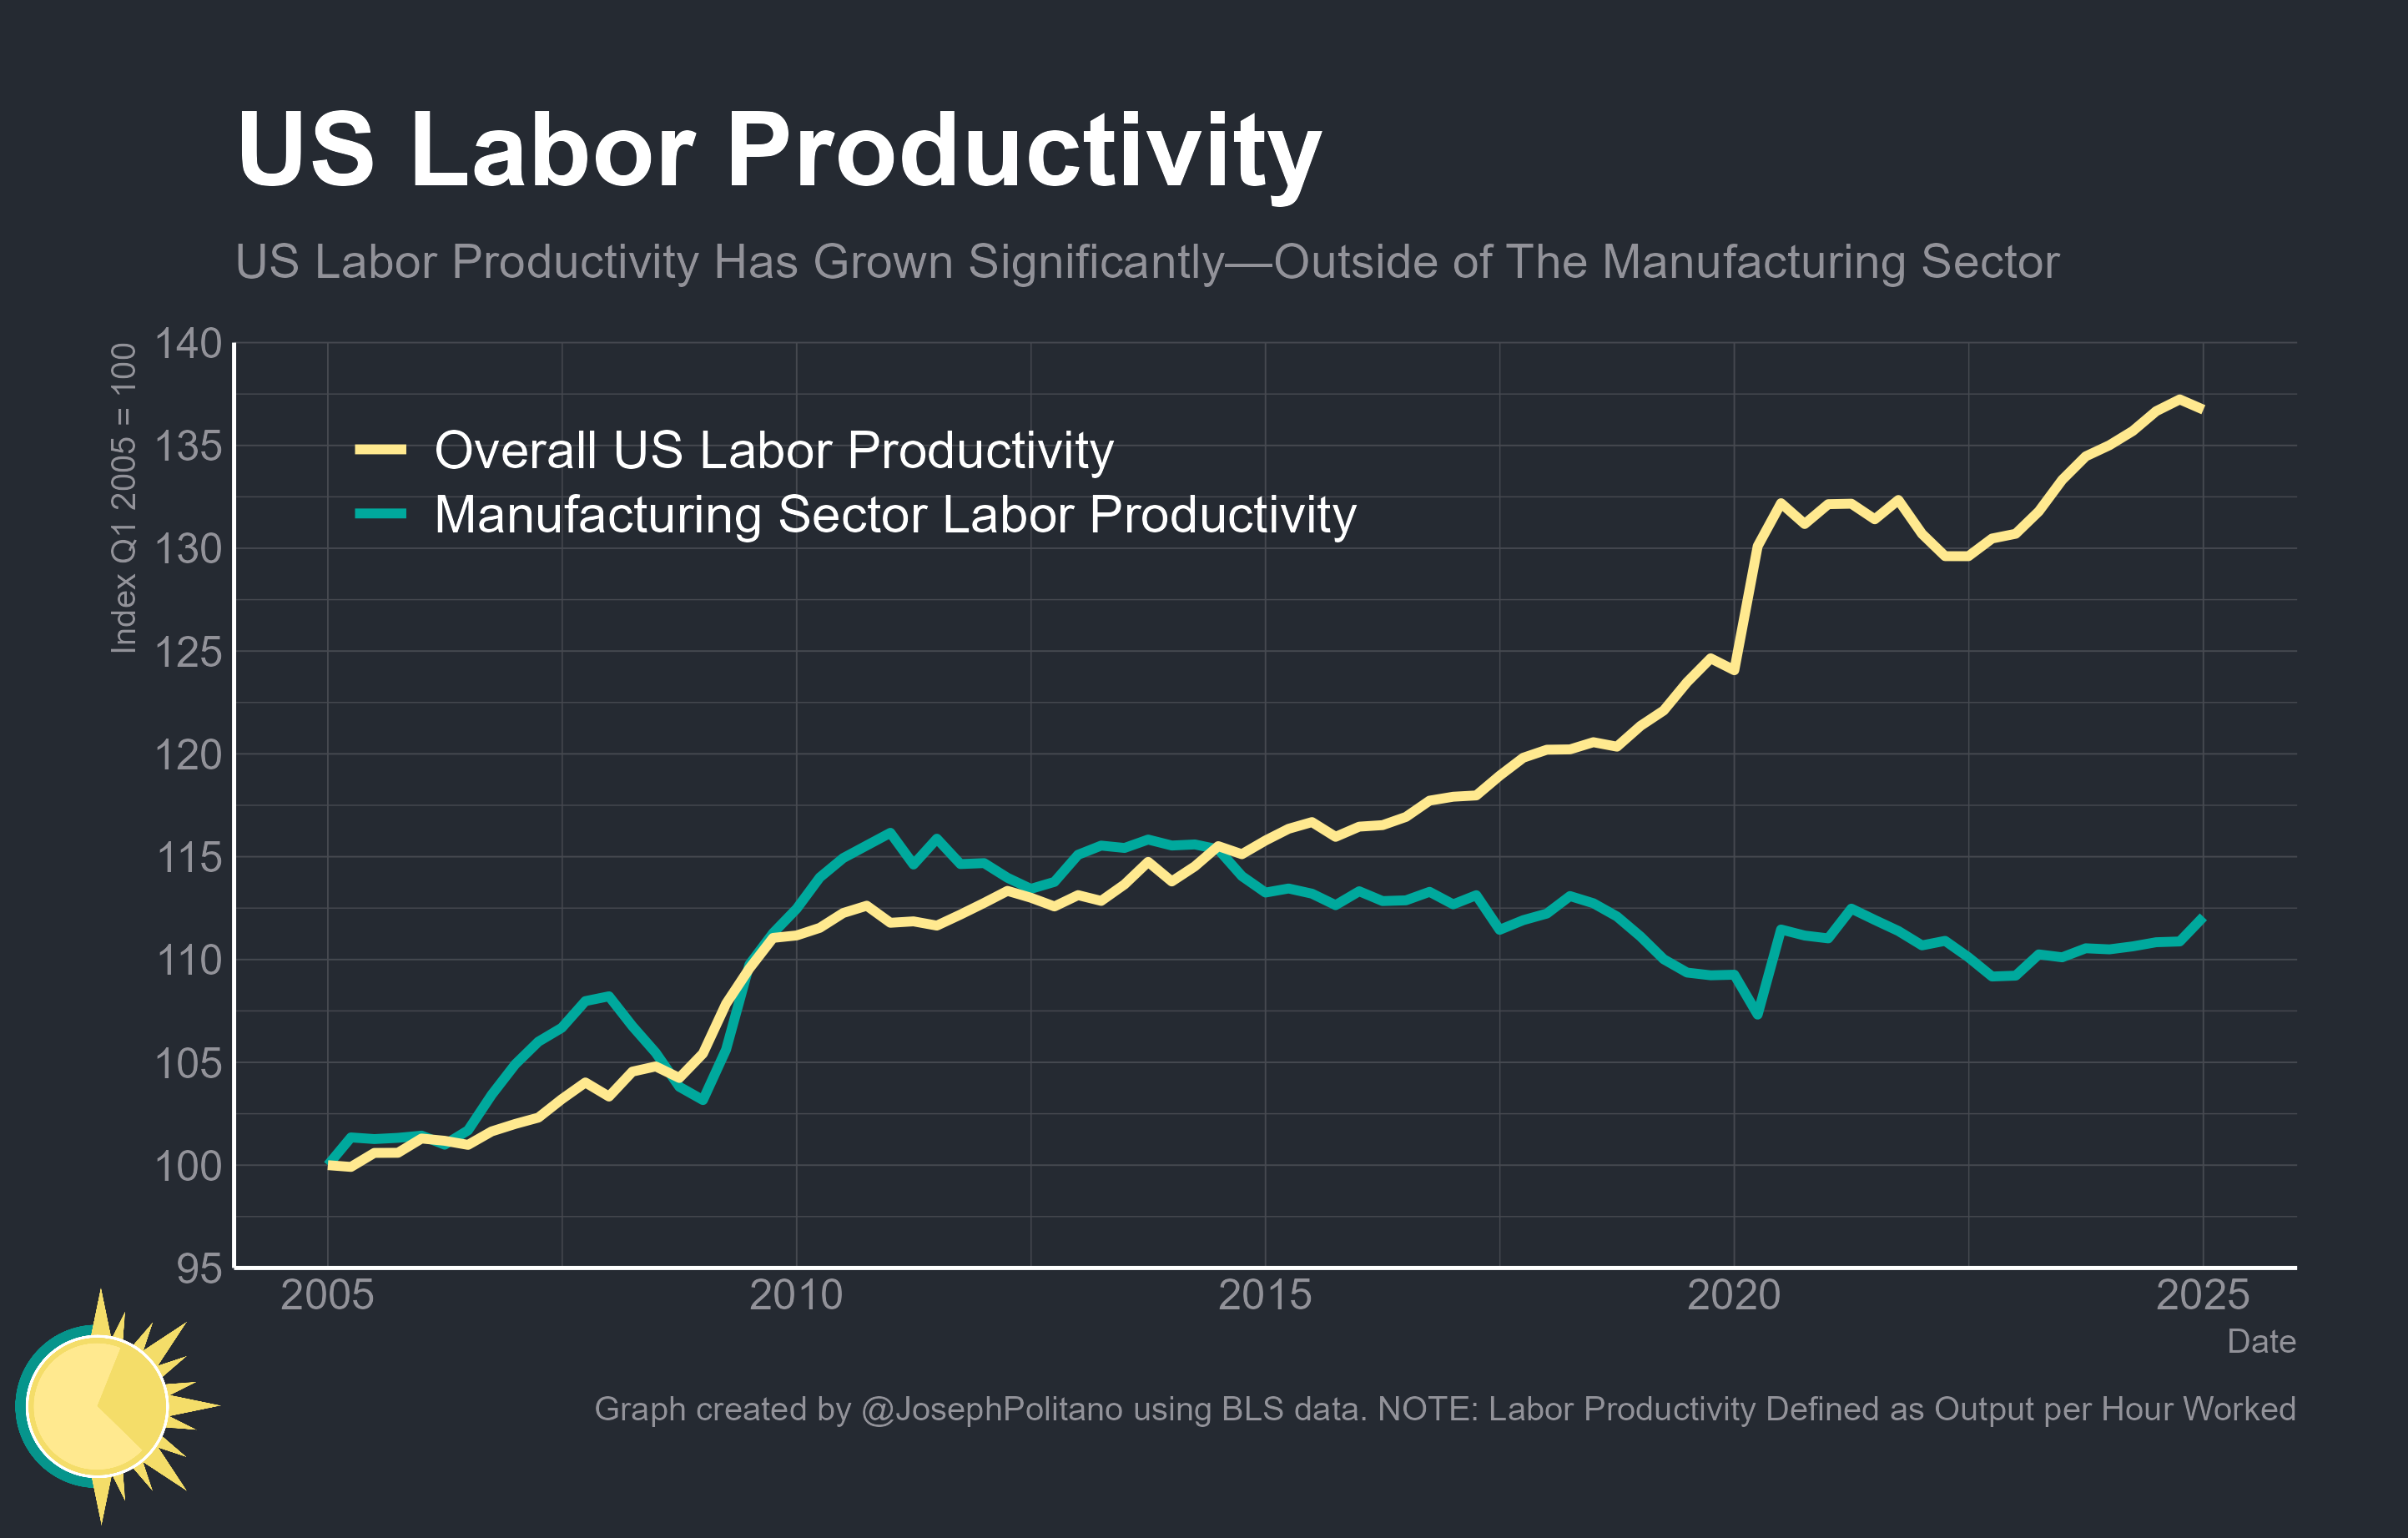 US Labor Productivity
US Labor Productivity Has Grown Significantly—Outside of The Manufacturing Sector
Index Q1 2005 = 100
140
135
130
125
120
115
110
105
100
95
Overall US Labor Productivity
Manufacturing Sector Labor Productivity
2005
2010
2015
2020
2025
Date
Graph created by @JosephPolitano using BLS data. NOTE: Labor Productivity Defined as Output per Hour Worked